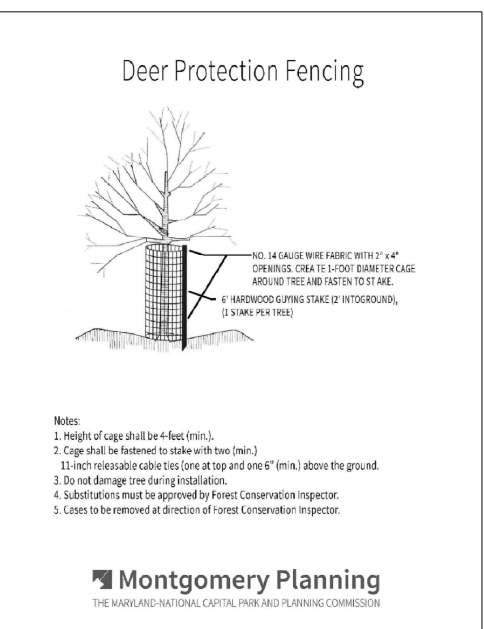 Deer Protection Fencing
NO. 14 GAUGE WIRE FABRIC WITH 2" x 4"
OPENINGS. CREA TE 1-FOOT DIAMETER CAGE
AROUND TREE AND FASTEN TO ST AKE.
6' HARDWOOD GUYING STAKE (2' INTOGROUND),
(1 STAKE PER TREE)
Notes:
1. Height of cage shall be 4-feet (min.).
2. Cage shall be fastened to stake with two (min.)
11-inch releasable cable ties (one at top and one 6" (min.) above the ground.
3. Do not damage tree during installation.
4. Substitutions must be approved by Forest Conservation Inspector.
5. Cases to be removed at direction of Forest Conservation Inspector.
Montgomery Planning
THE MARYLAND-NATIONAL CAPITAL PARK AND PLANNING COMMISSION